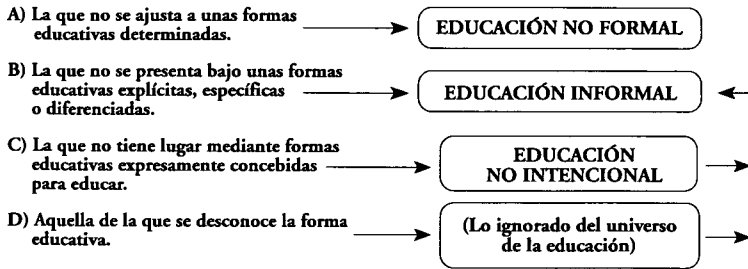 A) La que no se ajusta a unas formas
educativas determinadas.
EDUCACIÓN NO FORMAL
B) La que no se presenta bajo unas formas
educativas explícitas, específicas
o diferenciadas.
EDUCACIÓN INFORMAL
C) La que no tiene lugar mediante formas
educativas expresamente concebidas
para educar.
EDUCACIÓN
NO INTENCIONAL
D) Aquella de la que se desconoce la forma
educativa.
(Lo ignorado del universo
de la educación)